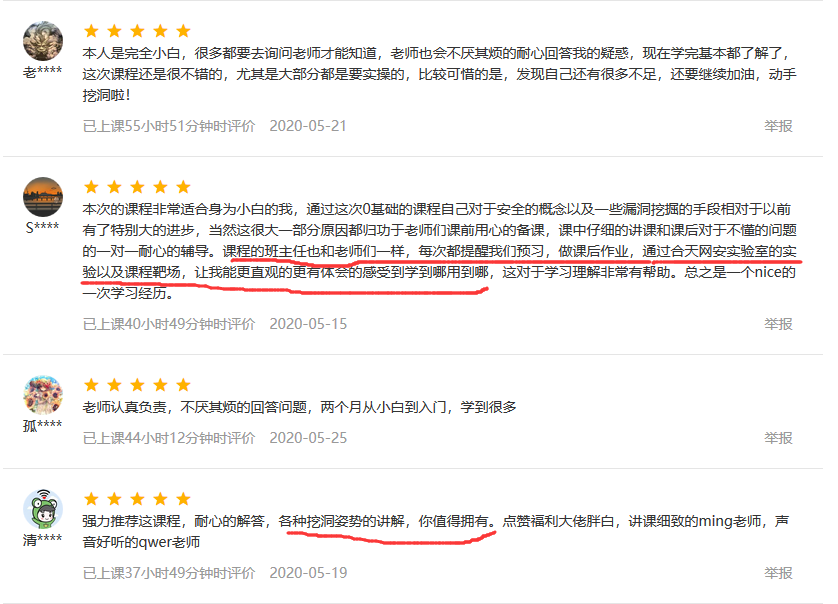 本人是完全小白，很多都要去询问老师才能知道，老师也会不厌其烦的耐心回答我的疑惑，现在学完基本都了解了，
老****
这次课程还是很不错的，尤其是大部分都是要实操的，比较可惜的是，发现自己还有很多不足，还要继续加油，动手
挖洞啦！
已上课55小时51分钟时评价 2020-05-21 举报
本次的课程非常适合身为小白的我，通过这次0基础的课程自己对于安全的概念以及一些漏洞挖掘的手段相对于以前
S****
有了特别大的进步，当然这很大一部分原因都归功于老师们课前用心的备课，课中仔细的讲课和课后对于不懂的问题
的一对一耐心的辅导。课程的班主任也和老师们一样，每次都提醒我们预习，做课后作业，通过合天网安实验室的实
验以及课程靶场，让我能更直观的更有体会的感受到学到哪用到哪，这对于学习理解非常有帮助。总之是一个nice的
一次学习经历。
已上课40小时49分钟时评价 2020-05-15 举报
老师认真负责，不厌其烦的回答问题，两个月从小白到入门，学到很多
孤****
已上课44小时12分钟时评价 2020-05-25 举报
强力推荐这课程，耐心的解答，各种挖洞姿势的讲解，你值得拥有。点赞福利大佬胖白，讲课细致的ming老师，声
清****
音好听的qwer老师
已上课37小时49分钟时评价 2020-05-19 举报